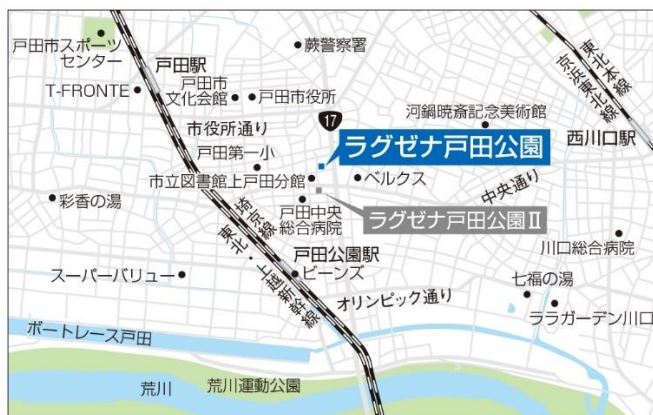 戸田市スポーツ
センター
蕨警察署
戸田駅
T-FRONTE
戸田市
文化会館
戸田市役所
東北本線
京浜東北線
17
河鍋暁斎記念美術館
市役所通り
西川口駅
ラグゼナ戸田公園
戸田第一小
市立図書館上戸田分館
ベルクス
中央通り
彩香の湯
戸田中央
総合病院
ラグゼナ戸田公園Ⅱ
埼京線
東北・上越新幹線
戸田公園駅
川口総合病院
スーパーバリュー
ビーンズ
七福の湯
オリンピック通り
ララガーデン川口
ボートレース戸田
荒川
荒川運動公園